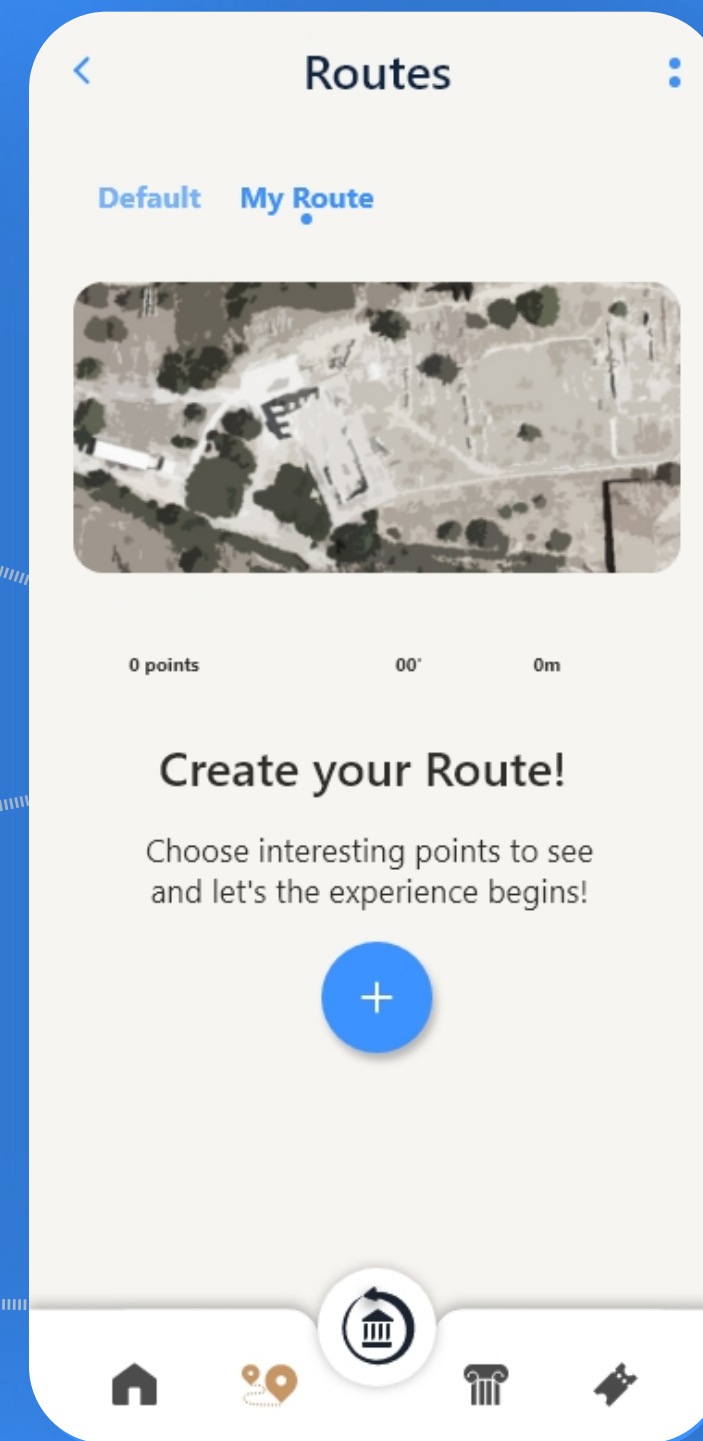 Routes
Default My Route
0 points 00' 0m
Create your Route!
Choose interesting points to see
and let's the experience begins!